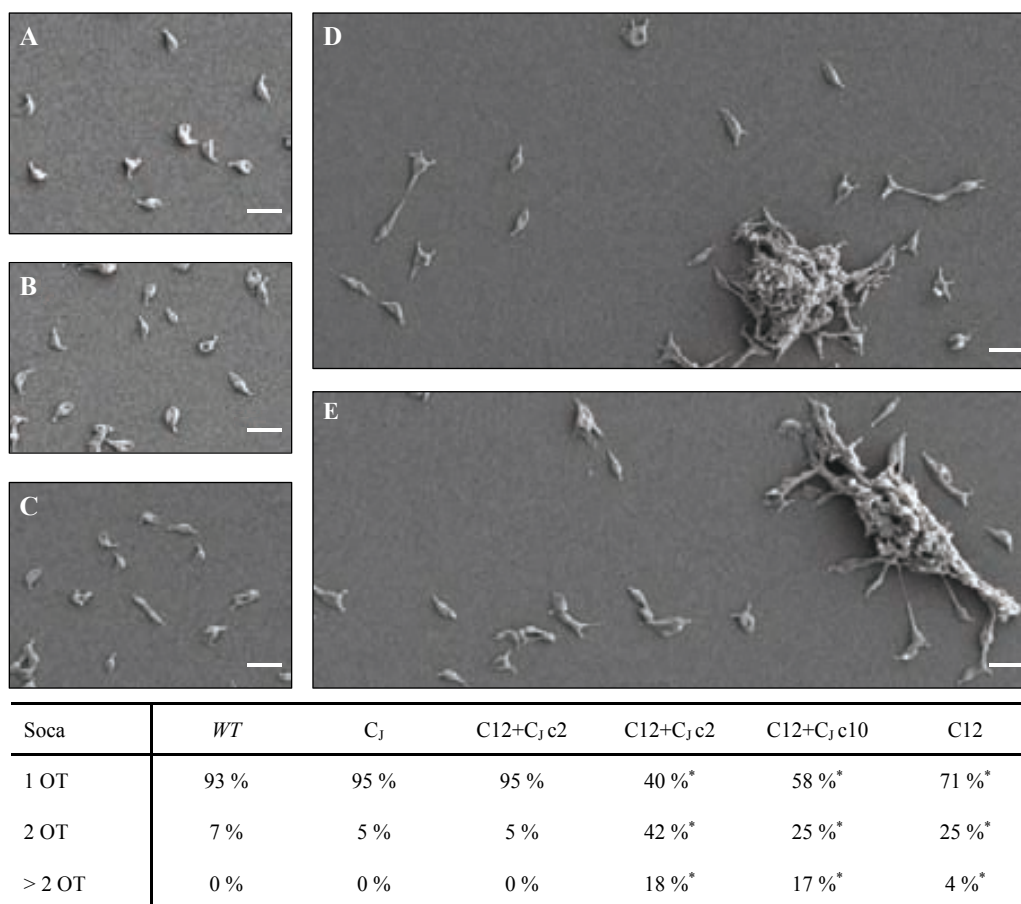 A
D
B
C
E
Soca WT CJ C12+CJ c2 C12+CJ c2 C12+CJ c10 C12
1 OT 93 % 95 % 95 % 40 %* 58 %* 71 %*
2 OT 7 % 5 % 5 % 42 %* 25 %* 25 %*
> 2 OT 0 % 0 % 0 % 18 %* 17 %* 4 %*